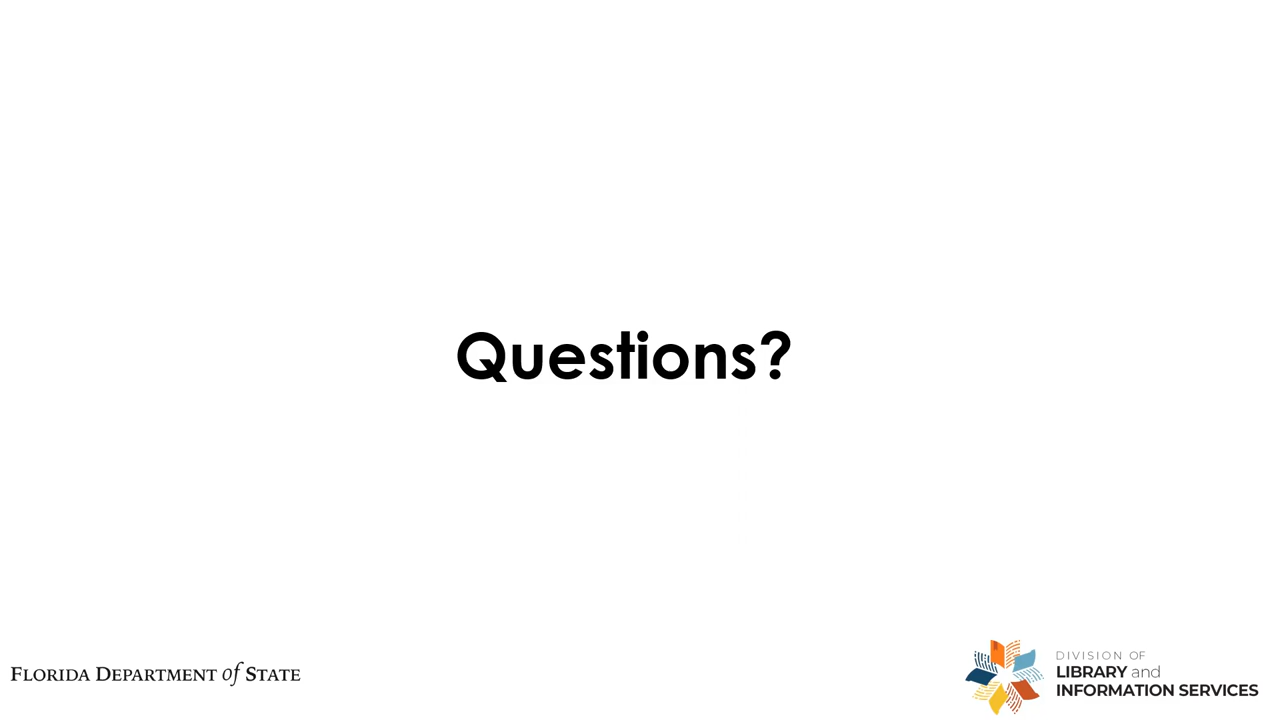 Questions?
FLORIDA DEPARTMENT of STATE
DIVISION OF
LIBRARY and
INFORMATION SERVICES